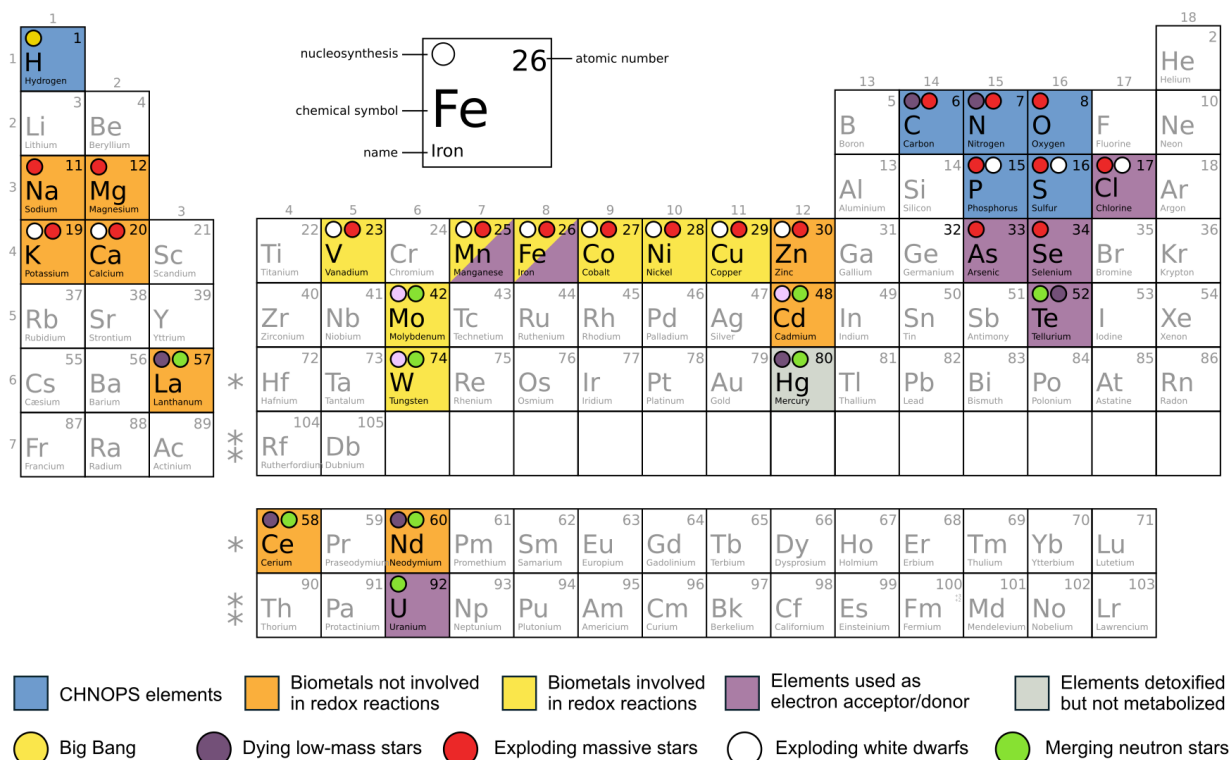 1
18
1 H Hydrogen
nucleosynthesis
26
atomic number
Fe
chemical symbol
name
Iron
2 He Helium
1
2
13
14
15
16
17
3 Li Lithium
4 Be Beryllium
5 B Boron
6 C Carbon
7 N Nitrogen
8 O Oxygen
9 F Fluorine
10 Ne Neon
2
11 Na Sodium
12 Mg Magnesium
13 Al Aluminium
14 Si Silicon
15 P Phosphorus
16 S Sulfur
17 Cl Chlorine
18 Ar Argon
3
3
4
5
6
7
8
9
10
11
12
4
19 K Potassium
20 Ca Calcium
21 Sc Scandium
22 Ti Titanium
23 V Vanadium
24 Cr Chromium
25 Mn Manganese
26 Fe Iron
27 Co Cobalt
28 Ni Nickel
29 Cu Copper
30 Zn Zinc
31 Ga Gallium
32 Ge Germanium
33 As Arsenic
34 Se Selenium
35 Br Bromine
36 Kr Krypton
5
37 Rb Rubidium
38 Sr Strontium
39 Y Yttrium
40 Zr Zirconium
41 Nb Niobium
42 Mo Molybdenum
43 Tc Technetium
44 Ru Ruthenium
45 Rh Rhodium
46 Pd Palladium
47 Ag Silver
48 Cd Cadmium
49 In Indium
50 Sn Tin
51 Sb Antimony
52 Te Tellurium
53 I Iodine
54 Xe Xenon
6
55 Cs Cæsium
56 Ba Barium
57 La Lanthanum
*
72 Hf Hafnium
73 Ta Tantalum
74 W Tungsten
75 Re Rhenium
76 Os Osmium
77 Ir Iridium
78 Pt Platinum
79 Au Gold
80 Hg Mercury
81 Tl Thallium
82 Pb Lead
83 Bi Bismuth
84 Po Polonium
85 At Astatine
86 Rn Radon
7
87 Fr Francium
88 Ra Radium
89 Ac Actinium
**
104 Rf Rutherfordium
105 Db Dubnium
*
58 Ce Cerium
59 Pr Praseodymium
60 Nd Neodymium
61 Pm Promethium
62 Sm Samarium
63 Eu Europium
64 Gd Gadolinium
65 Tb Terbium
66 Dy Dysprosium
67 Ho Holmium
68 Er Erbium
69 Tm Thulium
70 Yb Ytterbium
71 Lu Lutetium
**
90 Th Thorium
91 Pa Protactinium
92 U Uranium
93 Np Neptunium
94 Pu Plutonium
95 Am Americium
96 Cm Curium
97 Bk Berkelium
98 Cf Californium
99 Es Einsteinium
100 Fm Fermium
101 Md Mendelevium
102 No Nobelium
103 Lr Lawrencium
CHNOPS elements
Biometals not involved
in redox reactions
Biometals involved
in redox reactions
Elements used as
electron acceptor/donor
Elements detoxified
but not metabolized
Big Bang
Dying low-mass stars
Exploding massive stars
Exploding white dwarfs
Merging neutron stars